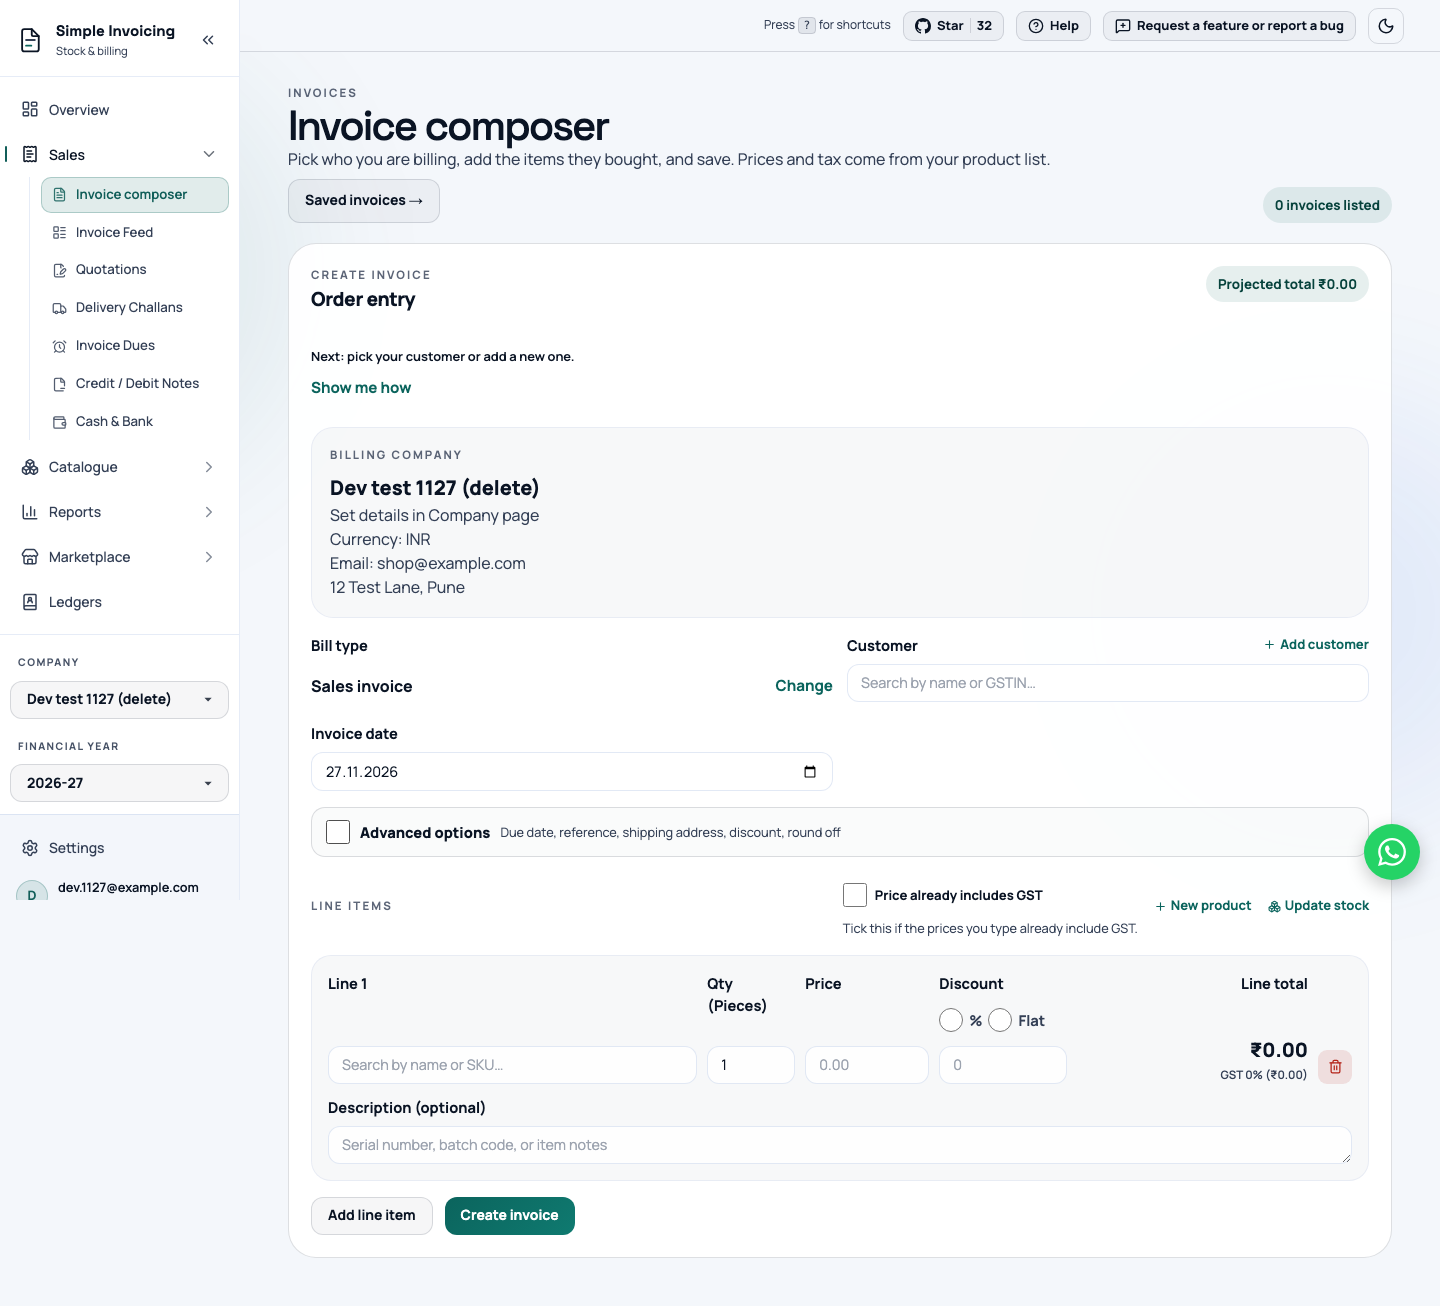 Simple Invoicing
Stock & billing
Press ? for shortcuts
Star 32
Help
Request a feature or report a bug
Overview
Sales
Invoice composer
Invoice Feed
Quotations
Delivery Challans
Invoice Dues
Credit / Debit Notes
Cash & Bank
Catalogue
Reports
Marketplace
Ledgers
COMPANY
Dev test 1127 (delete)
FINANCIAL YEAR
2026-27
Settings
D
dev.1127@example.com
INVOICES
Invoice composer
Pick who you are billing, add the items they bought, and save. Prices and tax come from your product list.
Saved invoices →
0 invoices listed
CREATE INVOICE
Order entry
Projected total ₹0.00
Next: pick your customer or add a new one.
Show me how
BILLING COMPANY
Dev test 1127 (delete)
Set details in Company page
Currency: INR
Email: shop@example.com
12 Test Lane, Pune
Bill type
Sales invoice
Change
Customer
+ Add customer
Search by name or GSTIN...
Invoice date
27.11.2026
Advanced options Due date, reference, shipping address, discount, round off
LINE ITEMS
Price already includes GST
Tick this if the prices you type already include GST.
+ New product
Update stock
Line 1
Qty
(Pieces)
Price
Discount
% Flat
Line total
Search by name or SKU...
1
0.00
0
₹0.00
GST 0% (₹0.00)
Description (optional)
Serial number, batch code, or item notes
Add line item
Create invoice